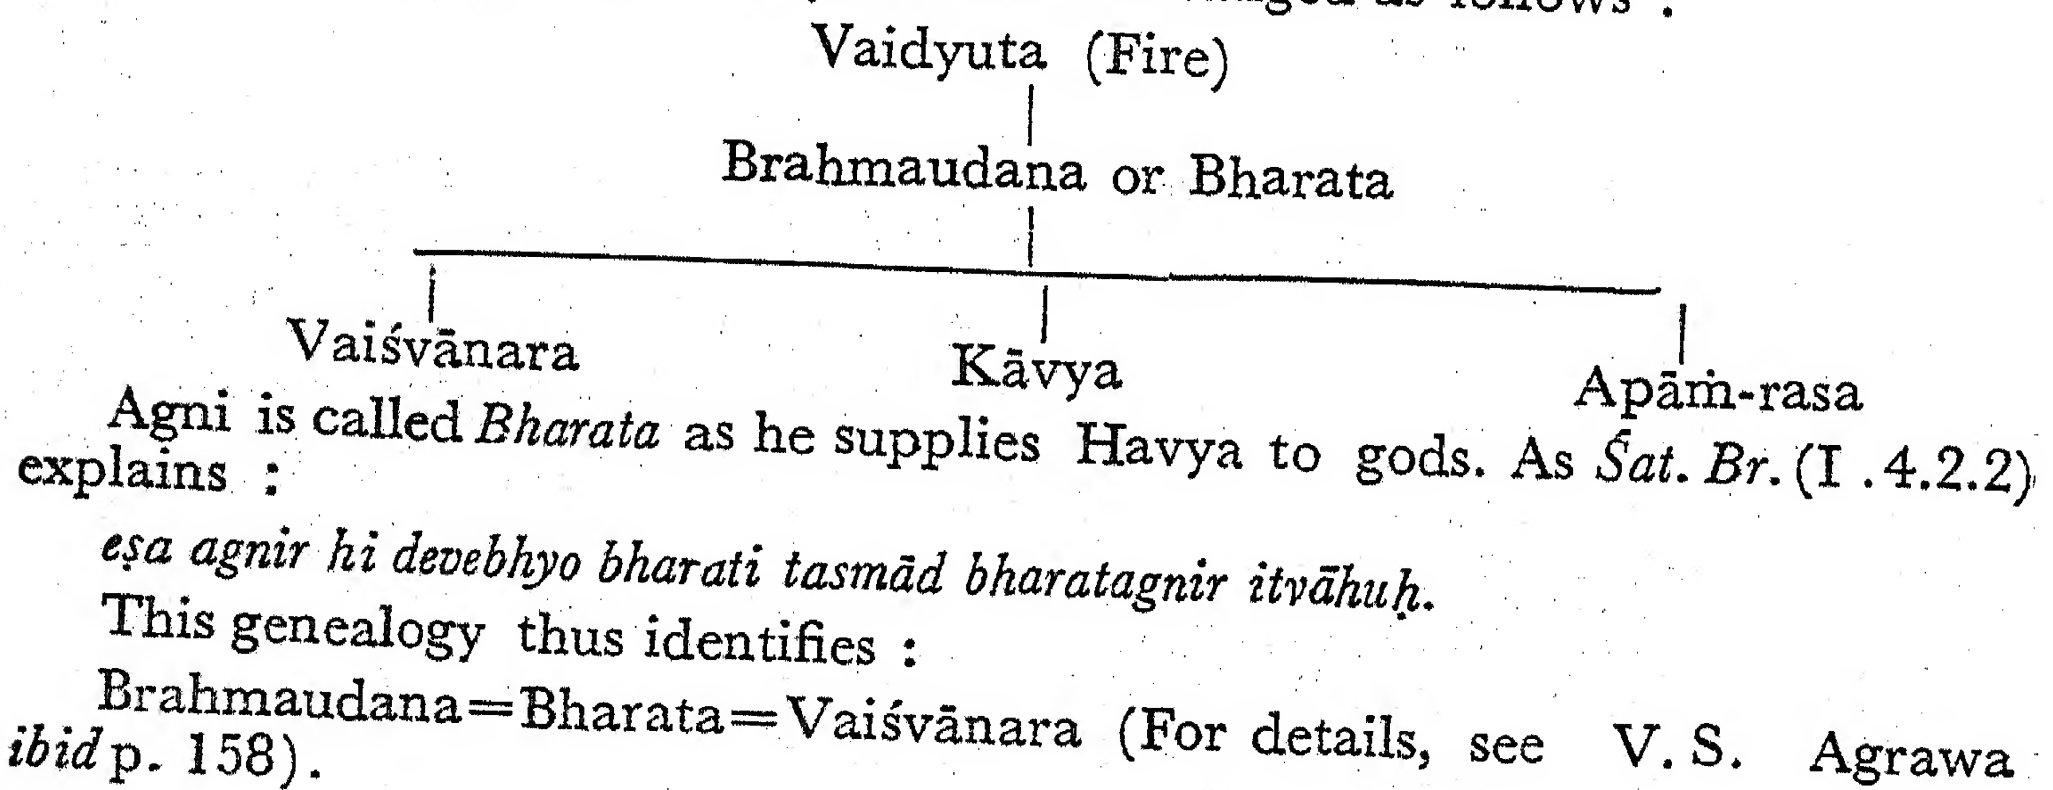 as follows :
Vaidyuta (Fire)
Brahmaudana or Bharata
Vaiśvānara Kāvya Apāṁ-rasa
Agni is called Bharata as he supplies Havya to gods. As Śat. Br. (I .4.2.2)
explains :
eṣa agnir hi devebhyo bharati tasmād bharatagnir itvāhuḥ.
This genealogy thus identifies :
Brahmaudana=Bharata=Vaiśvānara (For details, see V. S. Agrawa
ibid p. 158).